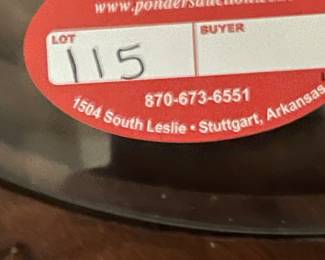 www.pondersauction.com
LOT BUYER
115
870-673-6551
1504 South Leslie • Stuttgart, Arkansas